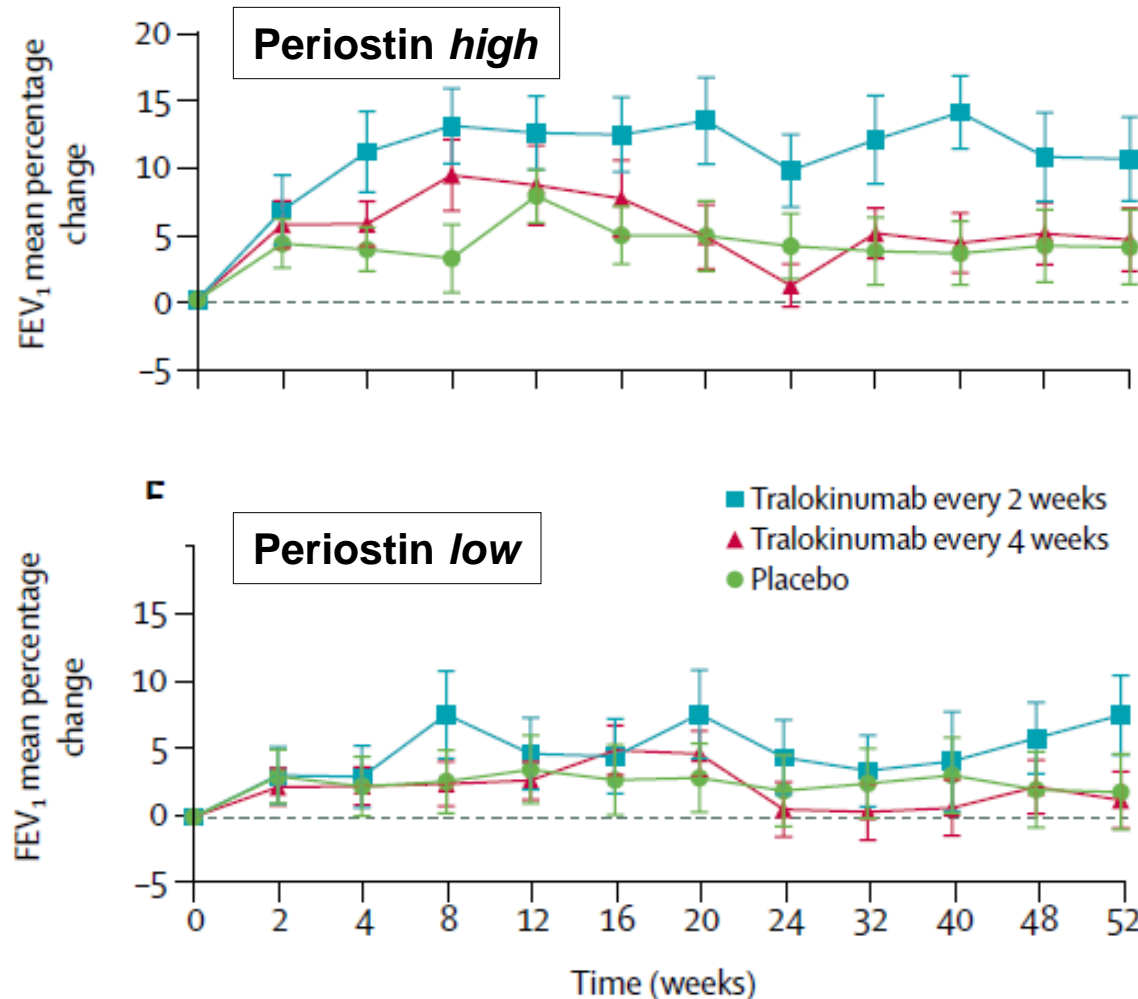 Periostin high
FEV₁ mean percentage
change
20
15
10
5
0
–5
Periostin low
Tralokinumab every 2 weeks
Tralokinumab every 4 weeks
Placebo
FEV₁ mean percentage
change
15
10
5
0
–5
0 2 4 8 12 16 20 24 32 40 48 52
Time (weeks)